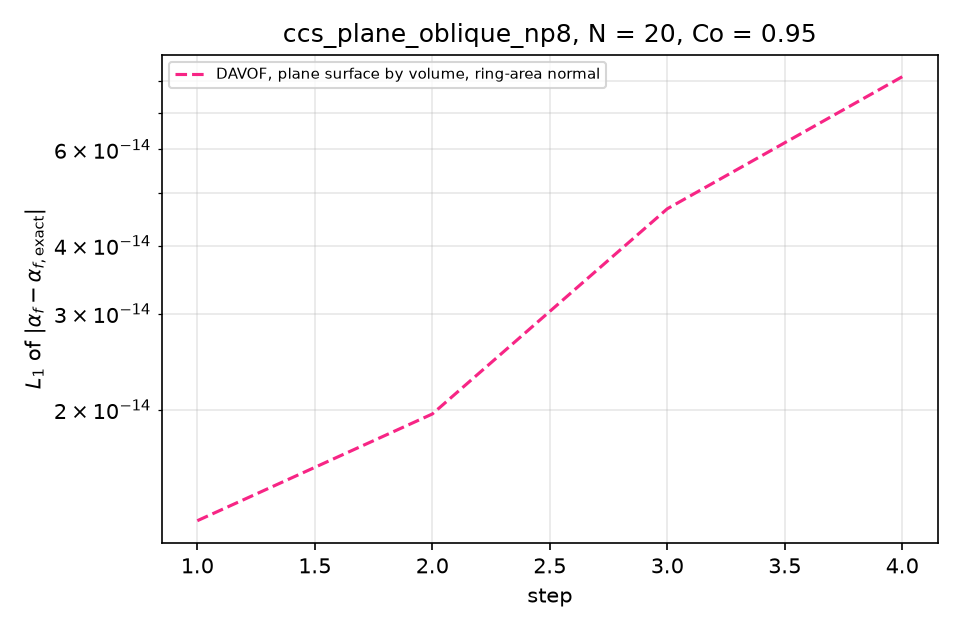 ccs_plane_oblique_np8, N = 20, Co = 0.95
DAVOF, plane surface by volume, ring-area normal
L₁ of |α_f − α_{f,exact}|
6 × 10⁻¹⁴
4 × 10⁻¹⁴
3 × 10⁻¹⁴
2 × 10⁻¹⁴
1.0 1.5 2.0 2.5 3.0 3.5 4.0
step